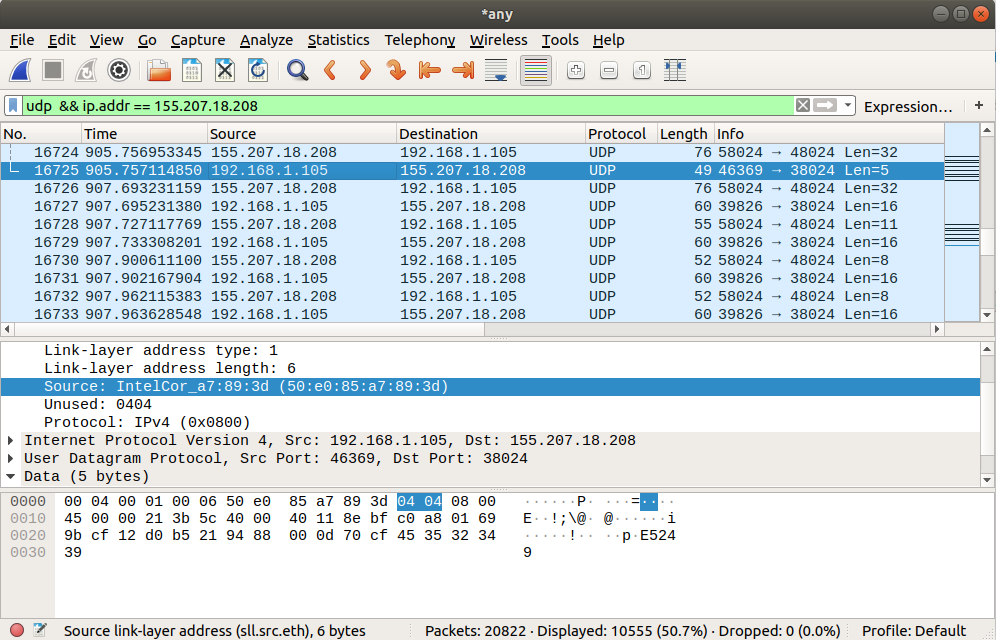 *any
File Edit View Go Capture Analyze Statistics Telephony Wireless Tools Help
udp && ip.addr == 155.207.18.208 Expression… +
No. Time Source Destination Protocol Length Info
16724 905.756953345 155.207.18.208 192.168.1.105 UDP 76 58024 → 48024 Len=32
16725 905.757114850 192.168.1.105 155.207.18.208 UDP 49 46369 → 38024 Len=5
16726 907.693231159 155.207.18.208 192.168.1.105 UDP 76 58024 → 48024 Len=32
16727 907.695231380 192.168.1.105 155.207.18.208 UDP 60 39826 → 38024 Len=16
16728 907.727117769 155.207.18.208 192.168.1.105 UDP 55 58024 → 48024 Len=11
16729 907.733308201 192.168.1.105 155.207.18.208 UDP 60 39826 → 38024 Len=16
16730 907.900611100 155.207.18.208 192.168.1.105 UDP 52 58024 → 48024 Len=8
16731 907.902167904 192.168.1.105 155.207.18.208 UDP 60 39826 → 38024 Len=16
16732 907.962115383 155.207.18.208 192.168.1.105 UDP 52 58024 → 48024 Len=8
16733 907.963628548 192.168.1.105 155.207.18.208 UDP 60 39826 → 38024 Len=16
Link-layer address type: 1
Link-layer address length: 6
Source: IntelCor_a7:89:3d (50:e0:85:a7:89:3d)
Unused: 0404
Protocol: IPv4 (0x0800)
Internet Protocol Version 4, Src: 192.168.1.105, Dst: 155.207.18.208
User Datagram Protocol, Src Port: 46369, Dst Port: 38024
Data (5 bytes)
0000 00 04 00 01 00 06 50 e0 85 a7 89 3d 04 04 08 00 ······P· ···=····
0010 45 00 00 21 3b 5c 40 00 40 11 8e bf c0 a8 01 69 E··!;\@· @······i
0020 9b cf 12 d0 b5 21 94 88 00 0d 70 cf 45 35 32 34 ·····!·· ··p·E524
0030 39 9
Source link-layer address (sll.src.eth), 6 bytes Packets: 20822 · Displayed: 10555 (50.7%) · Dropped: 0 (0.0%) Profile: Default